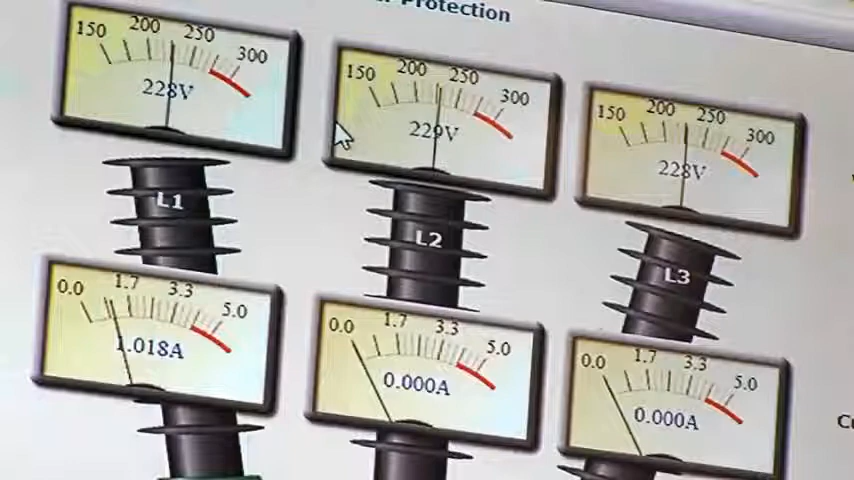 Protection
150 200 250 300
228V
150 200 250 300
229V
150 200 250 300
228V
L1
L2
L3
0.0 1.7 3.3 5.0
1.018A
0.0 1.7 3.3 5.0
0.000A
0.0 1.7 3.3 5.0
0.000A